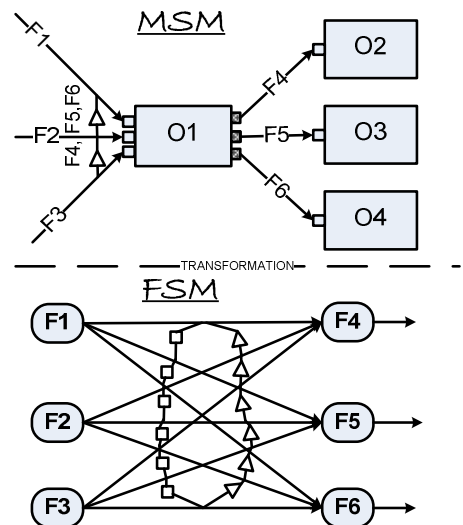 MSM
F1
F4, F5,F6
F2
F3
O1
F4
F5
F6
O2
O3
O4
TRANSFORMATION
FSM
F1
F4
F2
F5
F3
F6